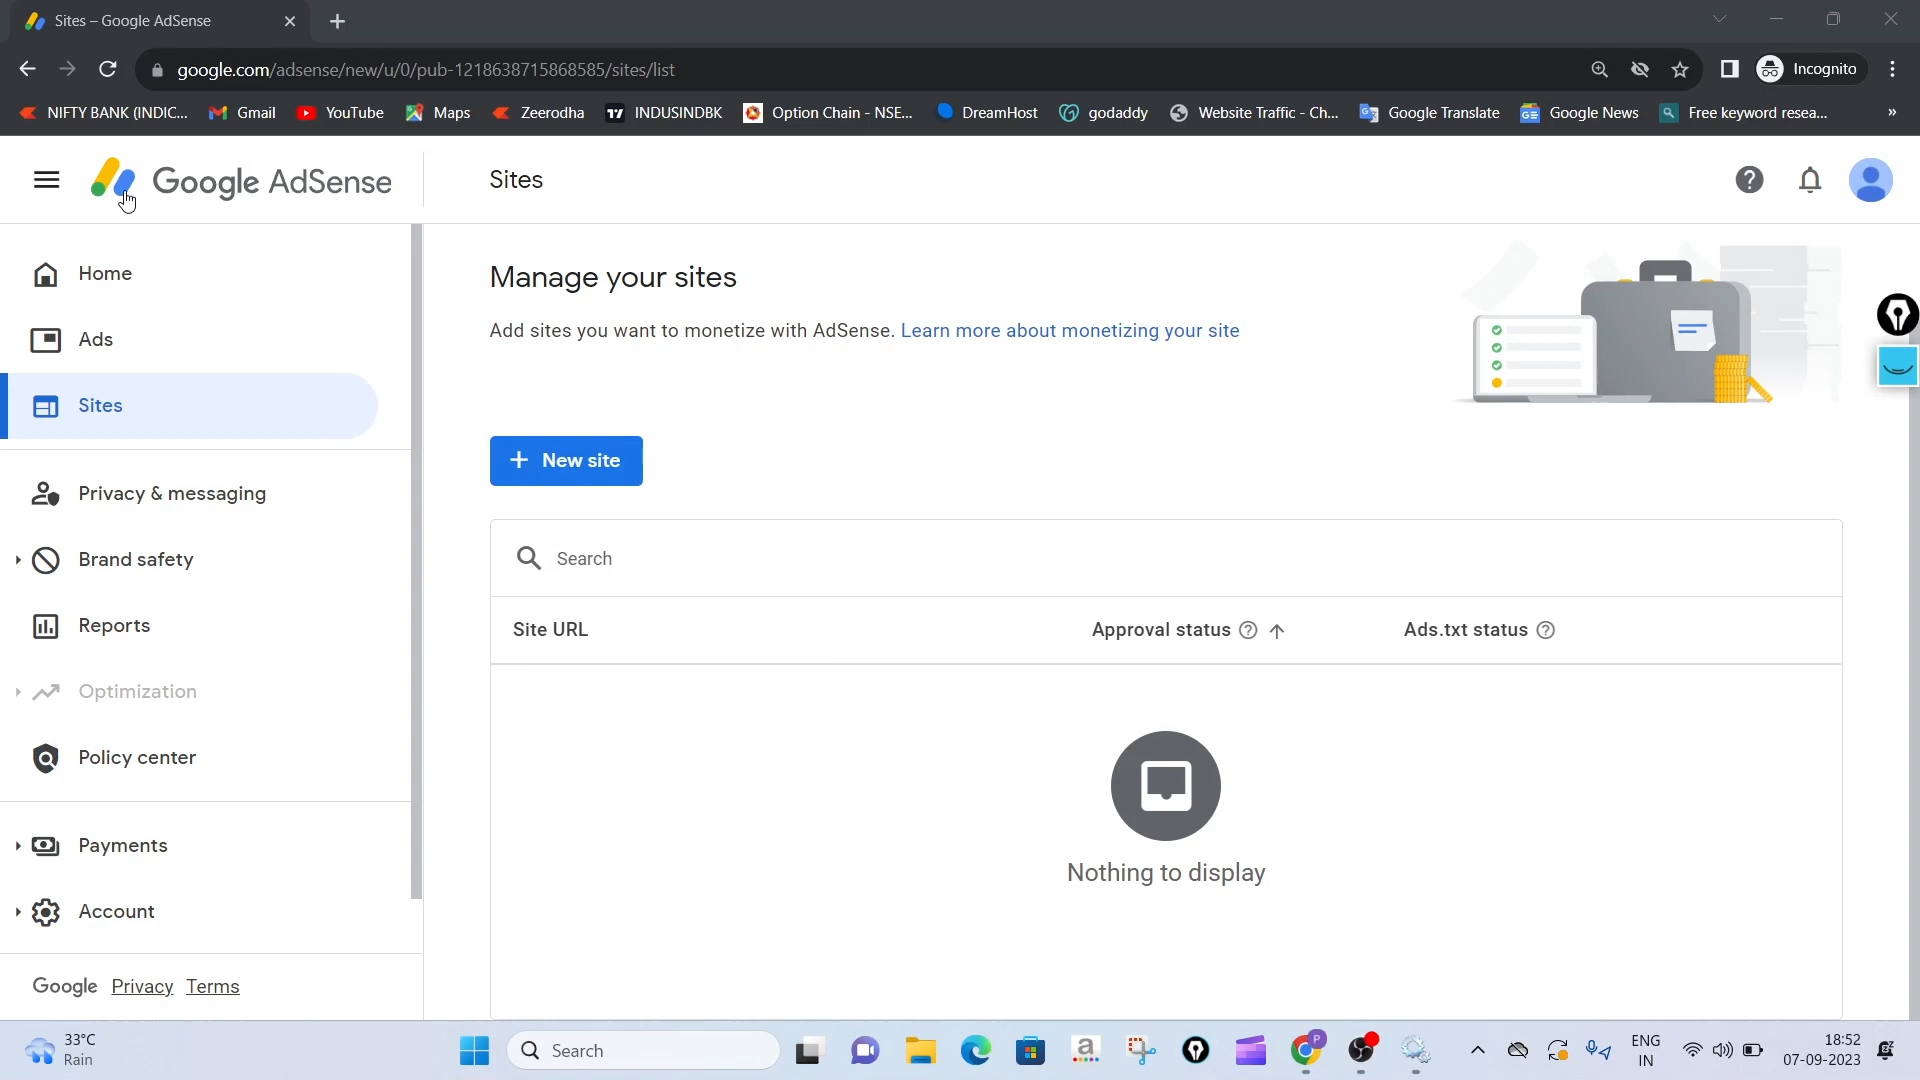 Sites – Google AdSense
google.com/adsense/new/u/0/pub-1218638715868585/sites/list
Incognito
NIFTY BANK (INDIC...
Gmail
YouTube
Maps
Zeerodha
INDUSINDBK
Option Chain - NSE...
DreamHost
godaddy
Website Traffic - Ch...
Google Translate
Google News
Free keyword resea...
»
Google AdSense
Sites
Home
Ads
Sites
Privacy & messaging
Brand safety
Reports
Optimization
Policy center
Payments
Account
Google Privacy Terms
Manage your sites
Add sites you want to monetize with AdSense. Learn more about monetizing your site
+ New site
Search
Site URL
Approval status
Ads.txt status
Nothing to display
33°C
Rain
Search
ENG
IN
18:52
07-09-2023